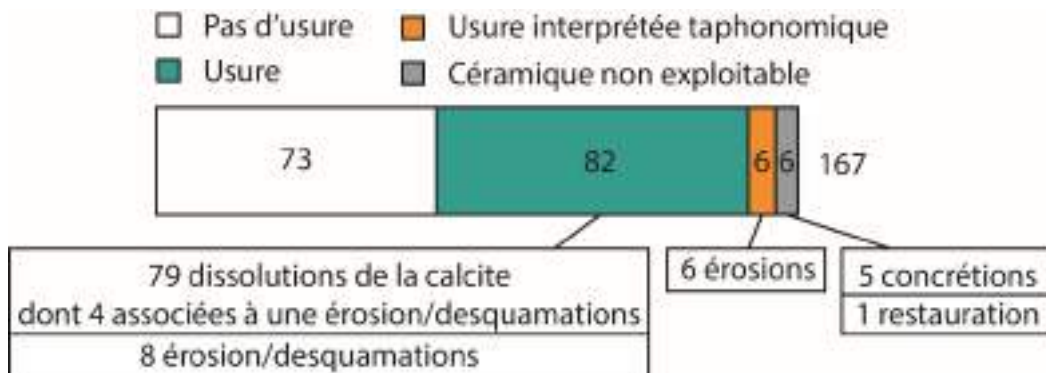 Pas d'usure
Usure interprétée taphonomique
Usure
Céramique non exploitable
73
82
6
6
167
79 dissolutions de la calcite
dont 4 associées à une érosion/desquamations
8 érosion/desquamations
6 érosions
5 concrétions
1 restauration